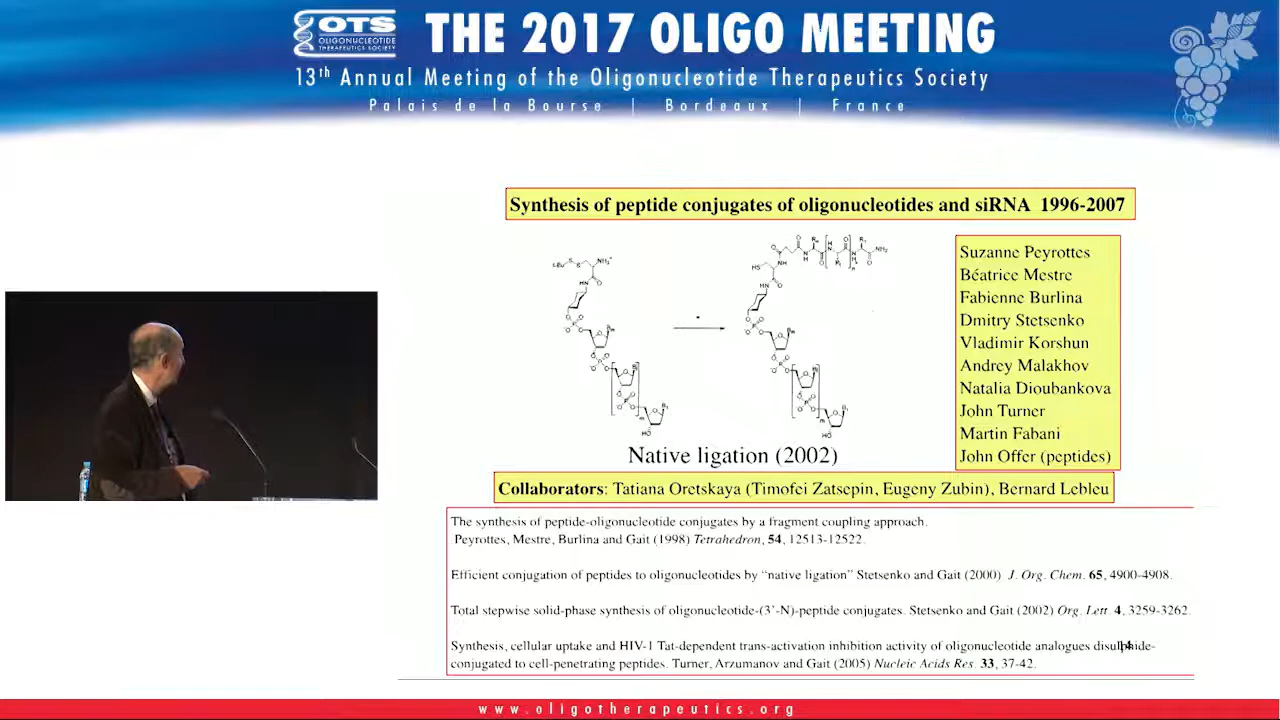 OTS
OLIGONUCLEOTIDE
THERAPEUTICS SOCIETY
THE 2017 OLIGO MEETING
13th Annual Meeting of the Oligonucleotide Therapeutics Society
Palais de la Bourse | Bordeaux | France
Synthesis of peptide conjugates of oligonucleotides and siRNA 1996-2007
Suzanne Peyrottes
Béatrice Mestre
Fabienne Burlina
Dmitry Stetsenko
Vladimir Korshun
Andrey Malakhov
Natalia Dioubankova
John Turner
Martin Fabani
John Offer (peptides)
Native ligation (2002)
Collaborators: Tatiana Oretskaya (Timofei Zatsepin, Eugeny Zubin), Bernard Lebleu
The synthesis of peptide-oligonucleotide conjugates by a fragment coupling approach.
Peyrottes, Mestre, Burlina and Gait (1998) Tetrahedron, 54, 12513-12522.
Efficient conjugation of peptides to oligonucleotides by “native ligation” Stetsenko and Gait (2000) J. Org. Chem. 65, 4900-4908.
Total stepwise solid-phase synthesis of oligonucleotide-(3’-N)-peptide conjugates. Stetsenko and Gait (2002) Org. Lett. 4, 3259-3262.
Synthesis, cellular uptake and HIV-1 Tat-dependent trans-activation inhibition activity of oligonucleotide analogues disulphide-
conjugated to cell-penetrating peptides. Turner, Arzumanov and Gait (2005) Nucleic Acids Res. 33, 37-42.
14
www.oligotherapeutics.org